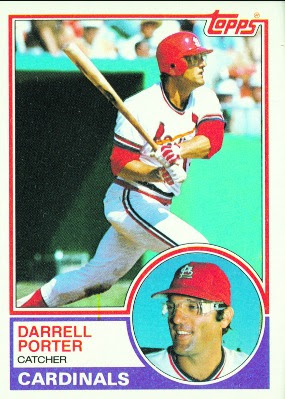 Topps
DARRELL
PORTER
CATCHER
CARDINALS